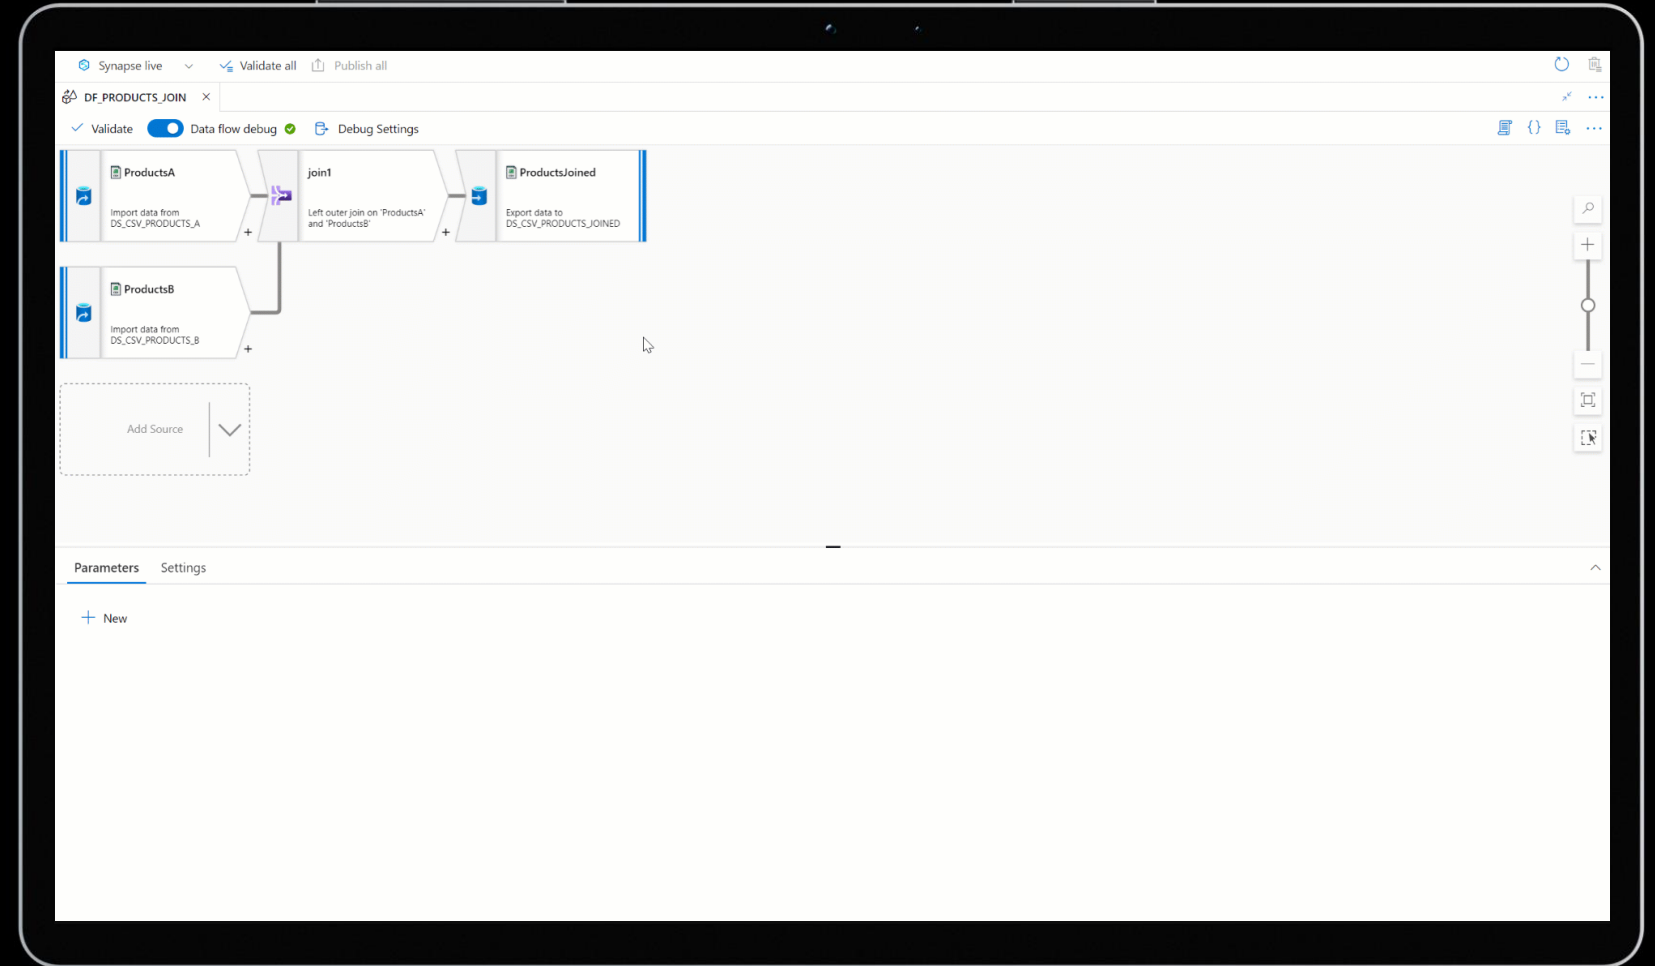 Synapse live
Validate all
Publish all
DF_PRODUCTS_JOIN
Validate
Data flow debug
Debug Settings
{}
ProductsA
Import data from
DS_CSV_PRODUCTS_A
join1
Left outer join on 'ProductsA'
and 'ProductsB'
ProductsJoined
Export data to
DS_CSV_PRODUCTS_JOINED
ProductsB
Import data from
DS_CSV_PRODUCTS_B
Add Source
Parameters
Settings
New